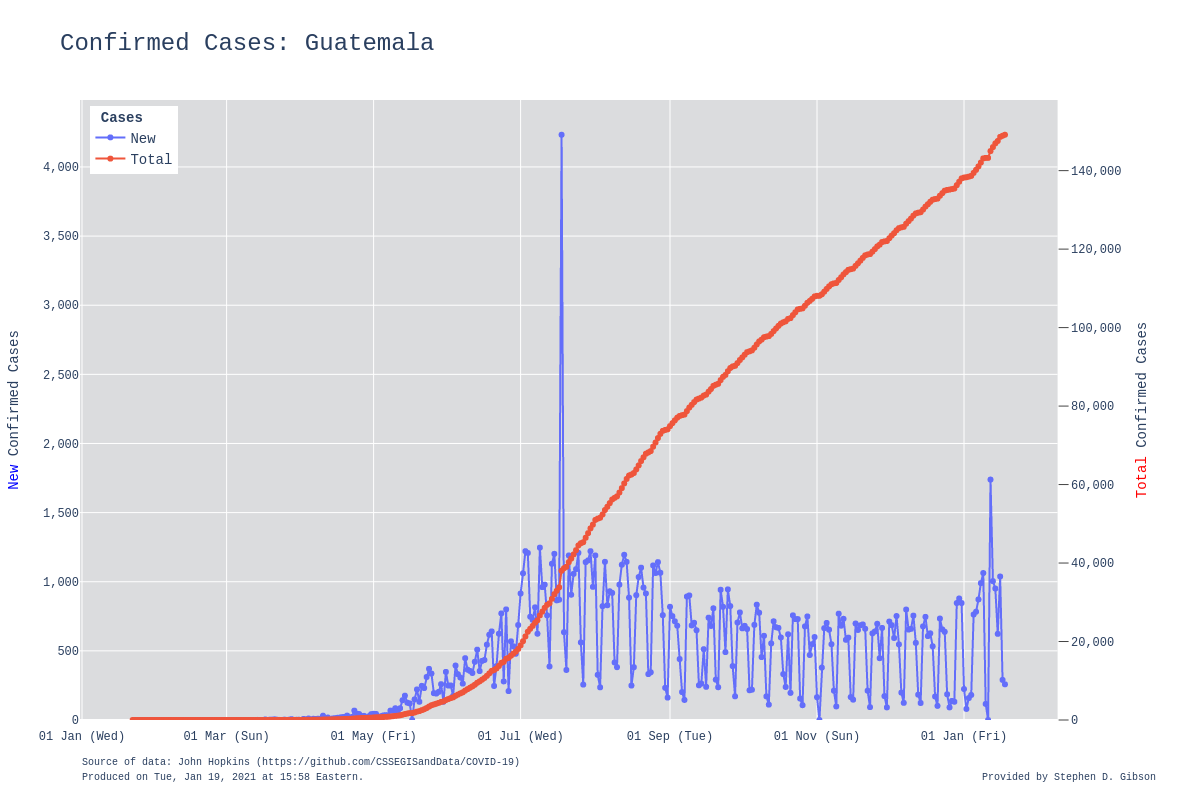 Confirmed Cases: Guatemala
Cases
New
Total
4,000
3,500
3,000
2,500
2,000
1,500
1,000
500
0
140,000
120,000
100,000
80,000
60,000
40,000
20,000
0
New Confirmed Cases
Total Confirmed Cases
01 Jan (Wed)
01 Mar (Sun)
01 May (Fri)
01 Jul (Wed)
01 Sep (Tue)
01 Nov (Sun)
01 Jan (Fri)
Source of data: John Hopkins (https://github.com/CSSEGISandData/COVID-19)
Produced on Tue, Jan 19, 2021 at 15:58 Eastern.
Provided by Stephen D. Gibson